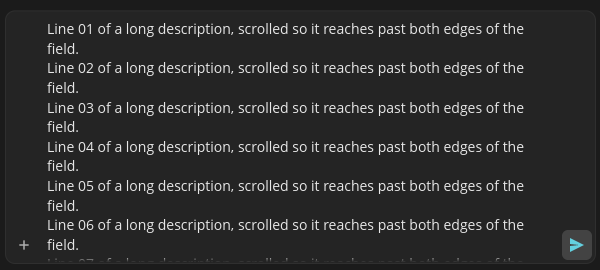 Line 01 of a long description, scrolled so it reaches past both edges of the
field.
Line 02 of a long description, scrolled so it reaches past both edges of the
field.
Line 03 of a long description, scrolled so it reaches past both edges of the
field.
Line 04 of a long description, scrolled so it reaches past both edges of the
field.
Line 05 of a long description, scrolled so it reaches past both edges of the
field.
Line 06 of a long description, scrolled so it reaches past both edges of the
field.